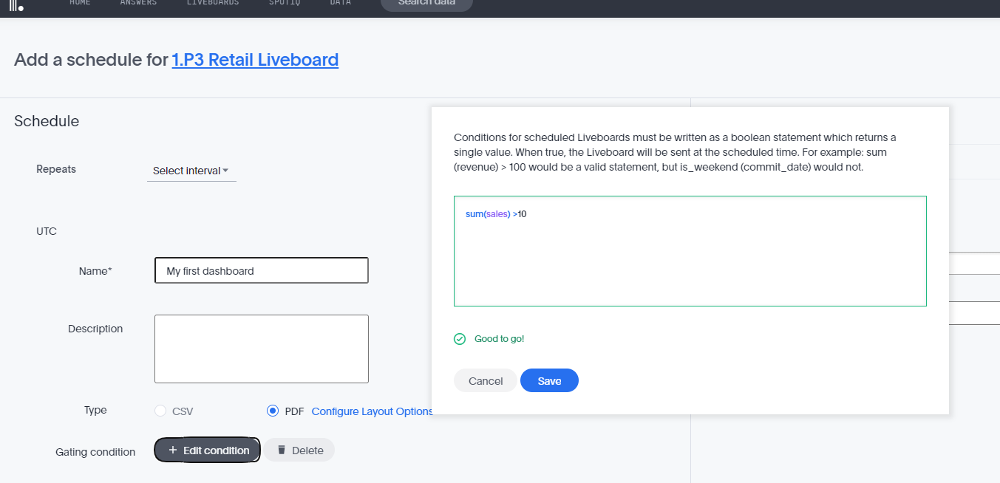 HOME ANSWERS LIVEBOARDS SPOTIQ DATA Search data
Add a schedule for 1.P3 Retail Liveboard
Schedule
Repeats Select interval
UTC
Name* My first dashboard
Description
Type CSV PDF Configure Layout Options
Gating condition + Edit condition Delete
Conditions for scheduled Liveboards must be written as a boolean statement which returns a
single value. When true, the Liveboard will be sent at the scheduled time. For example: sum
(revenue) > 100 would be a valid statement, but is_weekend (commit_date) would not.
sum(sales) >10
Good to go!
Cancel Save